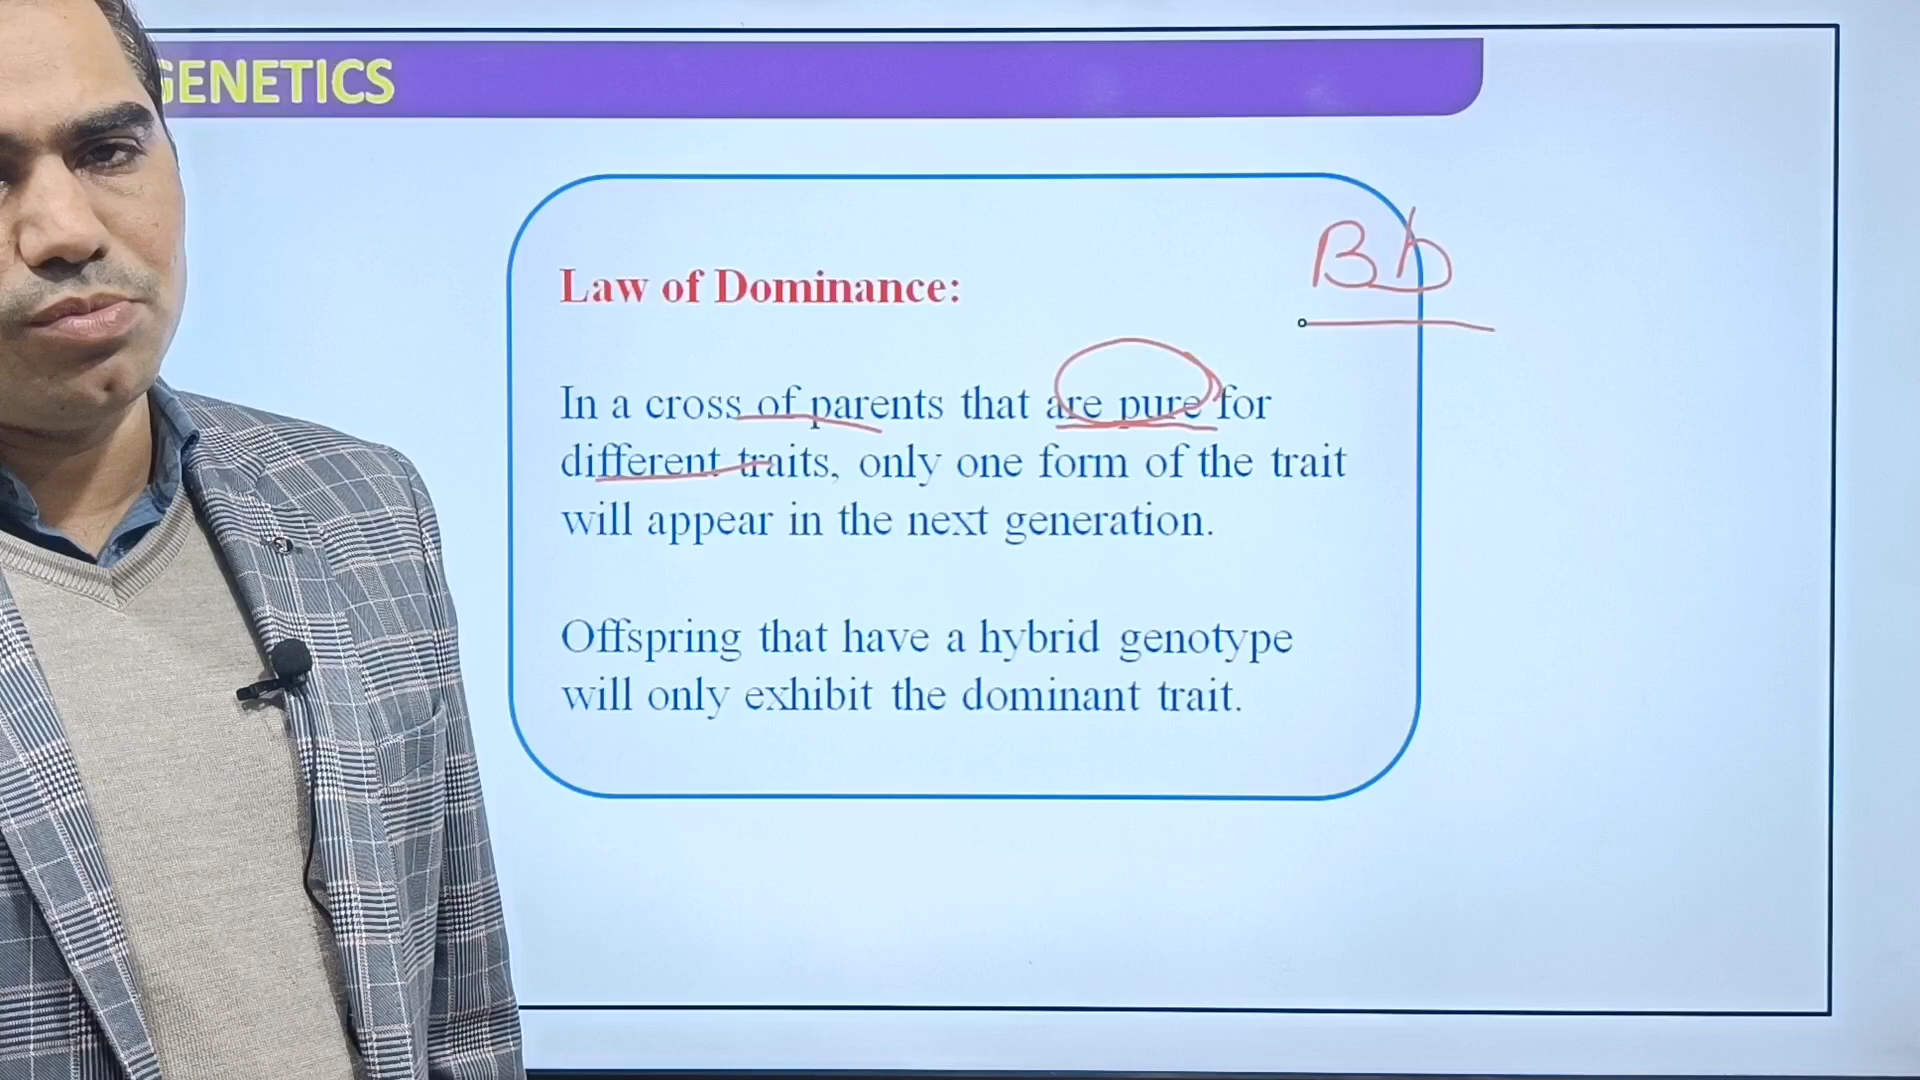 GENETICS
Bb
Law of Dominance:
In a cross of parents that are pure for
different traits, only one form of the trait
will appear in the next generation.
Offspring that have a hybrid genotype
will only exhibit the dominant trait.